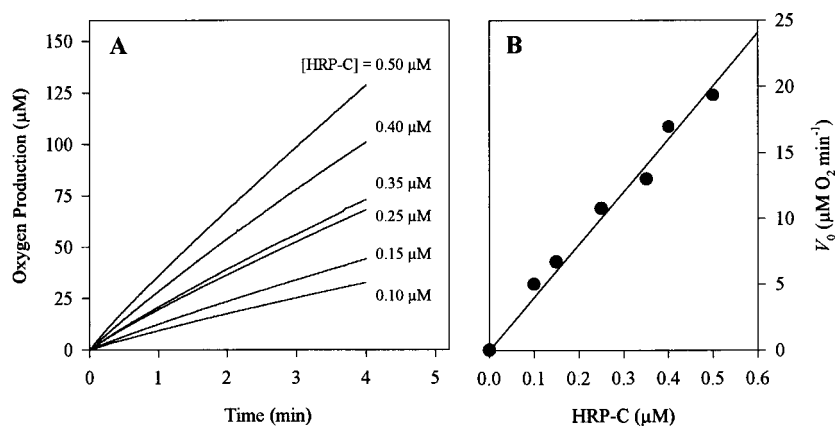 A
150
125
100
75
50
25
0
Oxygen Production (µM)
[HRP-C] = 0.50 µM
0.40 µM
0.35 µM
0.25 µM
0.15 µM
0.10 µM
0 1 2 3 4 5
Time (min)
B
25
20
15
10
5
0
V₀ (µM O₂ min⁻¹)
0.0 0.1 0.2 0.3 0.4 0.5 0.6
HRP-C (µM)